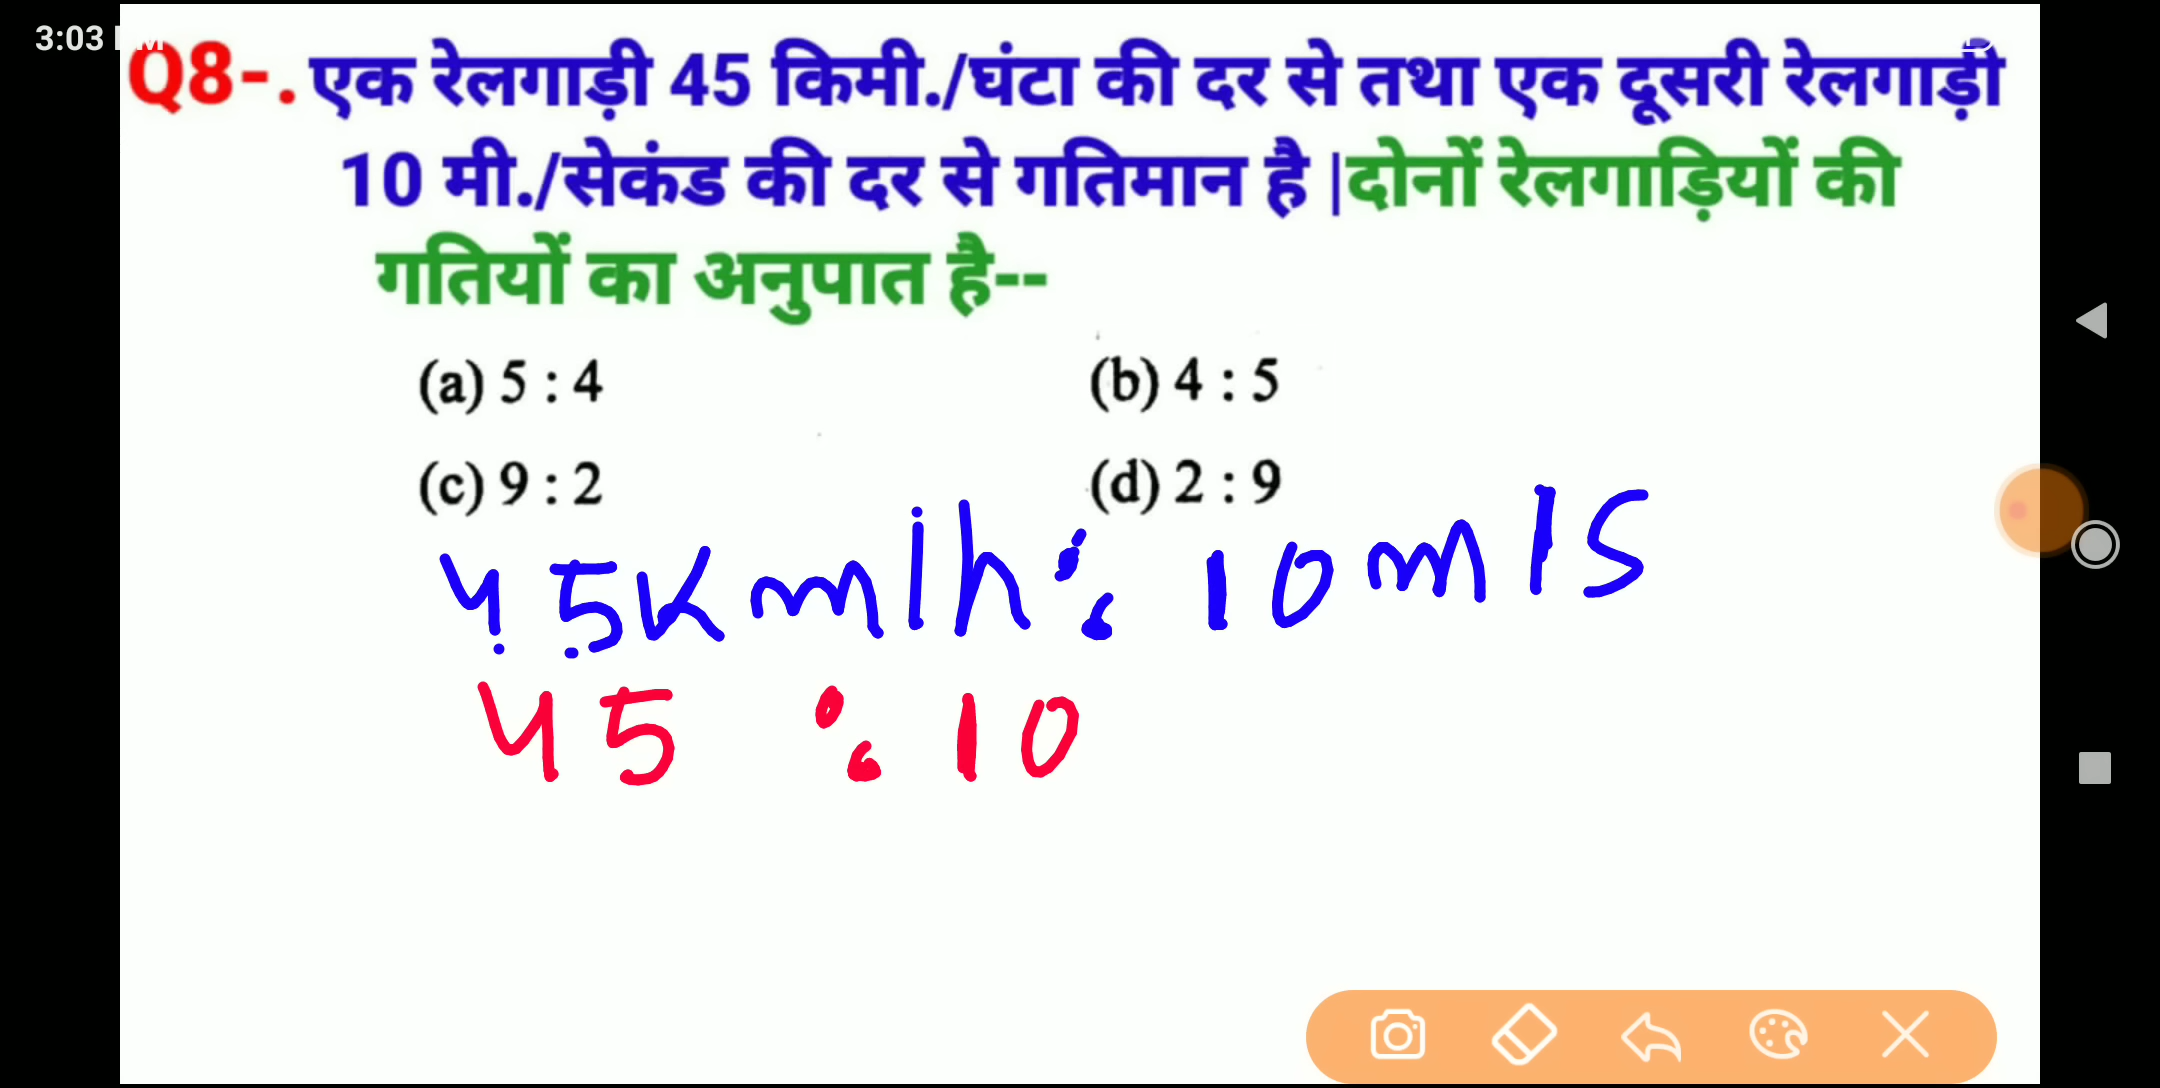 3:03 PM
Q8-. एक रेलगाड़ी 45 किमी./घंटा की दर से तथा एक दूसरी रेलगाड़ी
10 मी./सेकंड की दर से गतिमान है |दोनों रेलगाड़ियों की
गतियों का अनुपात है--
(a) 5 : 4 (b) 4 : 5
(c) 9 : 2 (d) 2 : 9
45Km/h : 10m/S
45 : 10